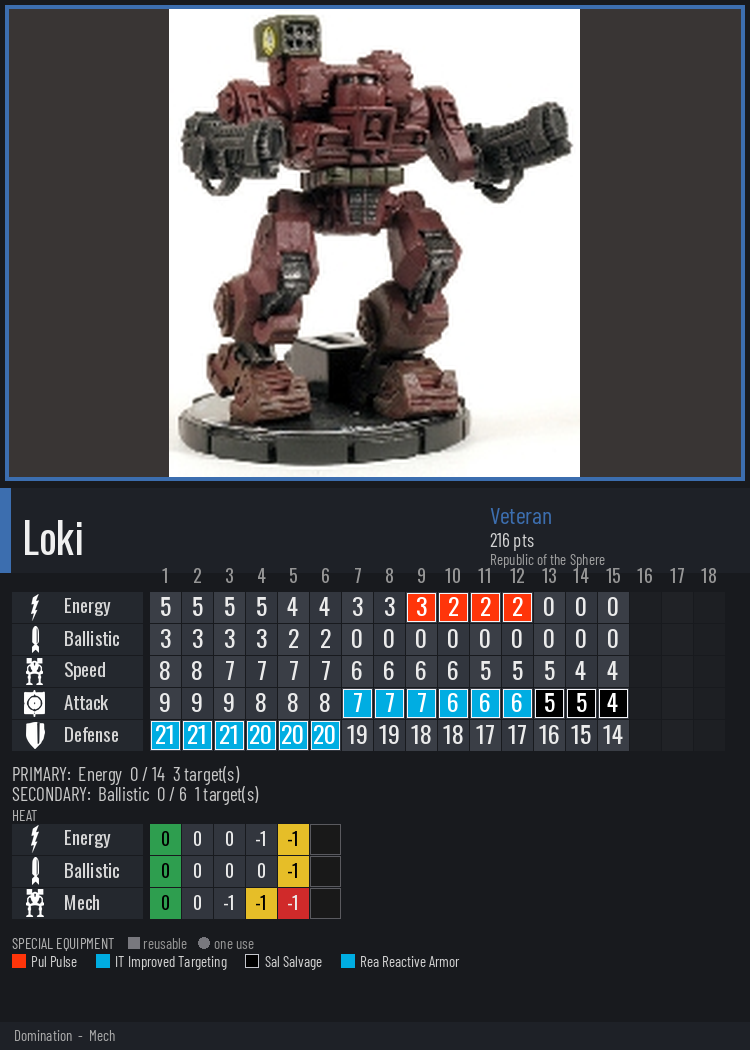 Loki
Veteran
216 pts
Republic of the Sphere
1 2 3 4 5 6 7 8 9 10 11 12 13 14 15 16 17 18
Energy 5 5 5 5 4 4 3 3 3 2 2 2 0 0 0
Ballistic 3 3 3 3 2 2 0 0 0 0 0 0 0 0 0
Speed 8 8 7 7 7 7 6 6 6 6 5 5 5 4 4
Attack 9 9 9 8 8 8 7 7 7 6 6 6 5 5 4
Defense 21 21 21 20 20 20 19 19 18 18 17 17 16 15 14
PRIMARY: Energy 0 / 14 3 target(s)
SECONDARY: Ballistic 0 / 6 1 target(s)
HEAT
Energy 0 0 0 -1 -1
Ballistic 0 0 0 0 -1
Mech 0 0 -1 -1 -1
SPECIAL EQUIPMENT reusable one use
Pul Pulse IT Improved Targeting Sal Salvage Rea Reactive Armor
Domination - Mech